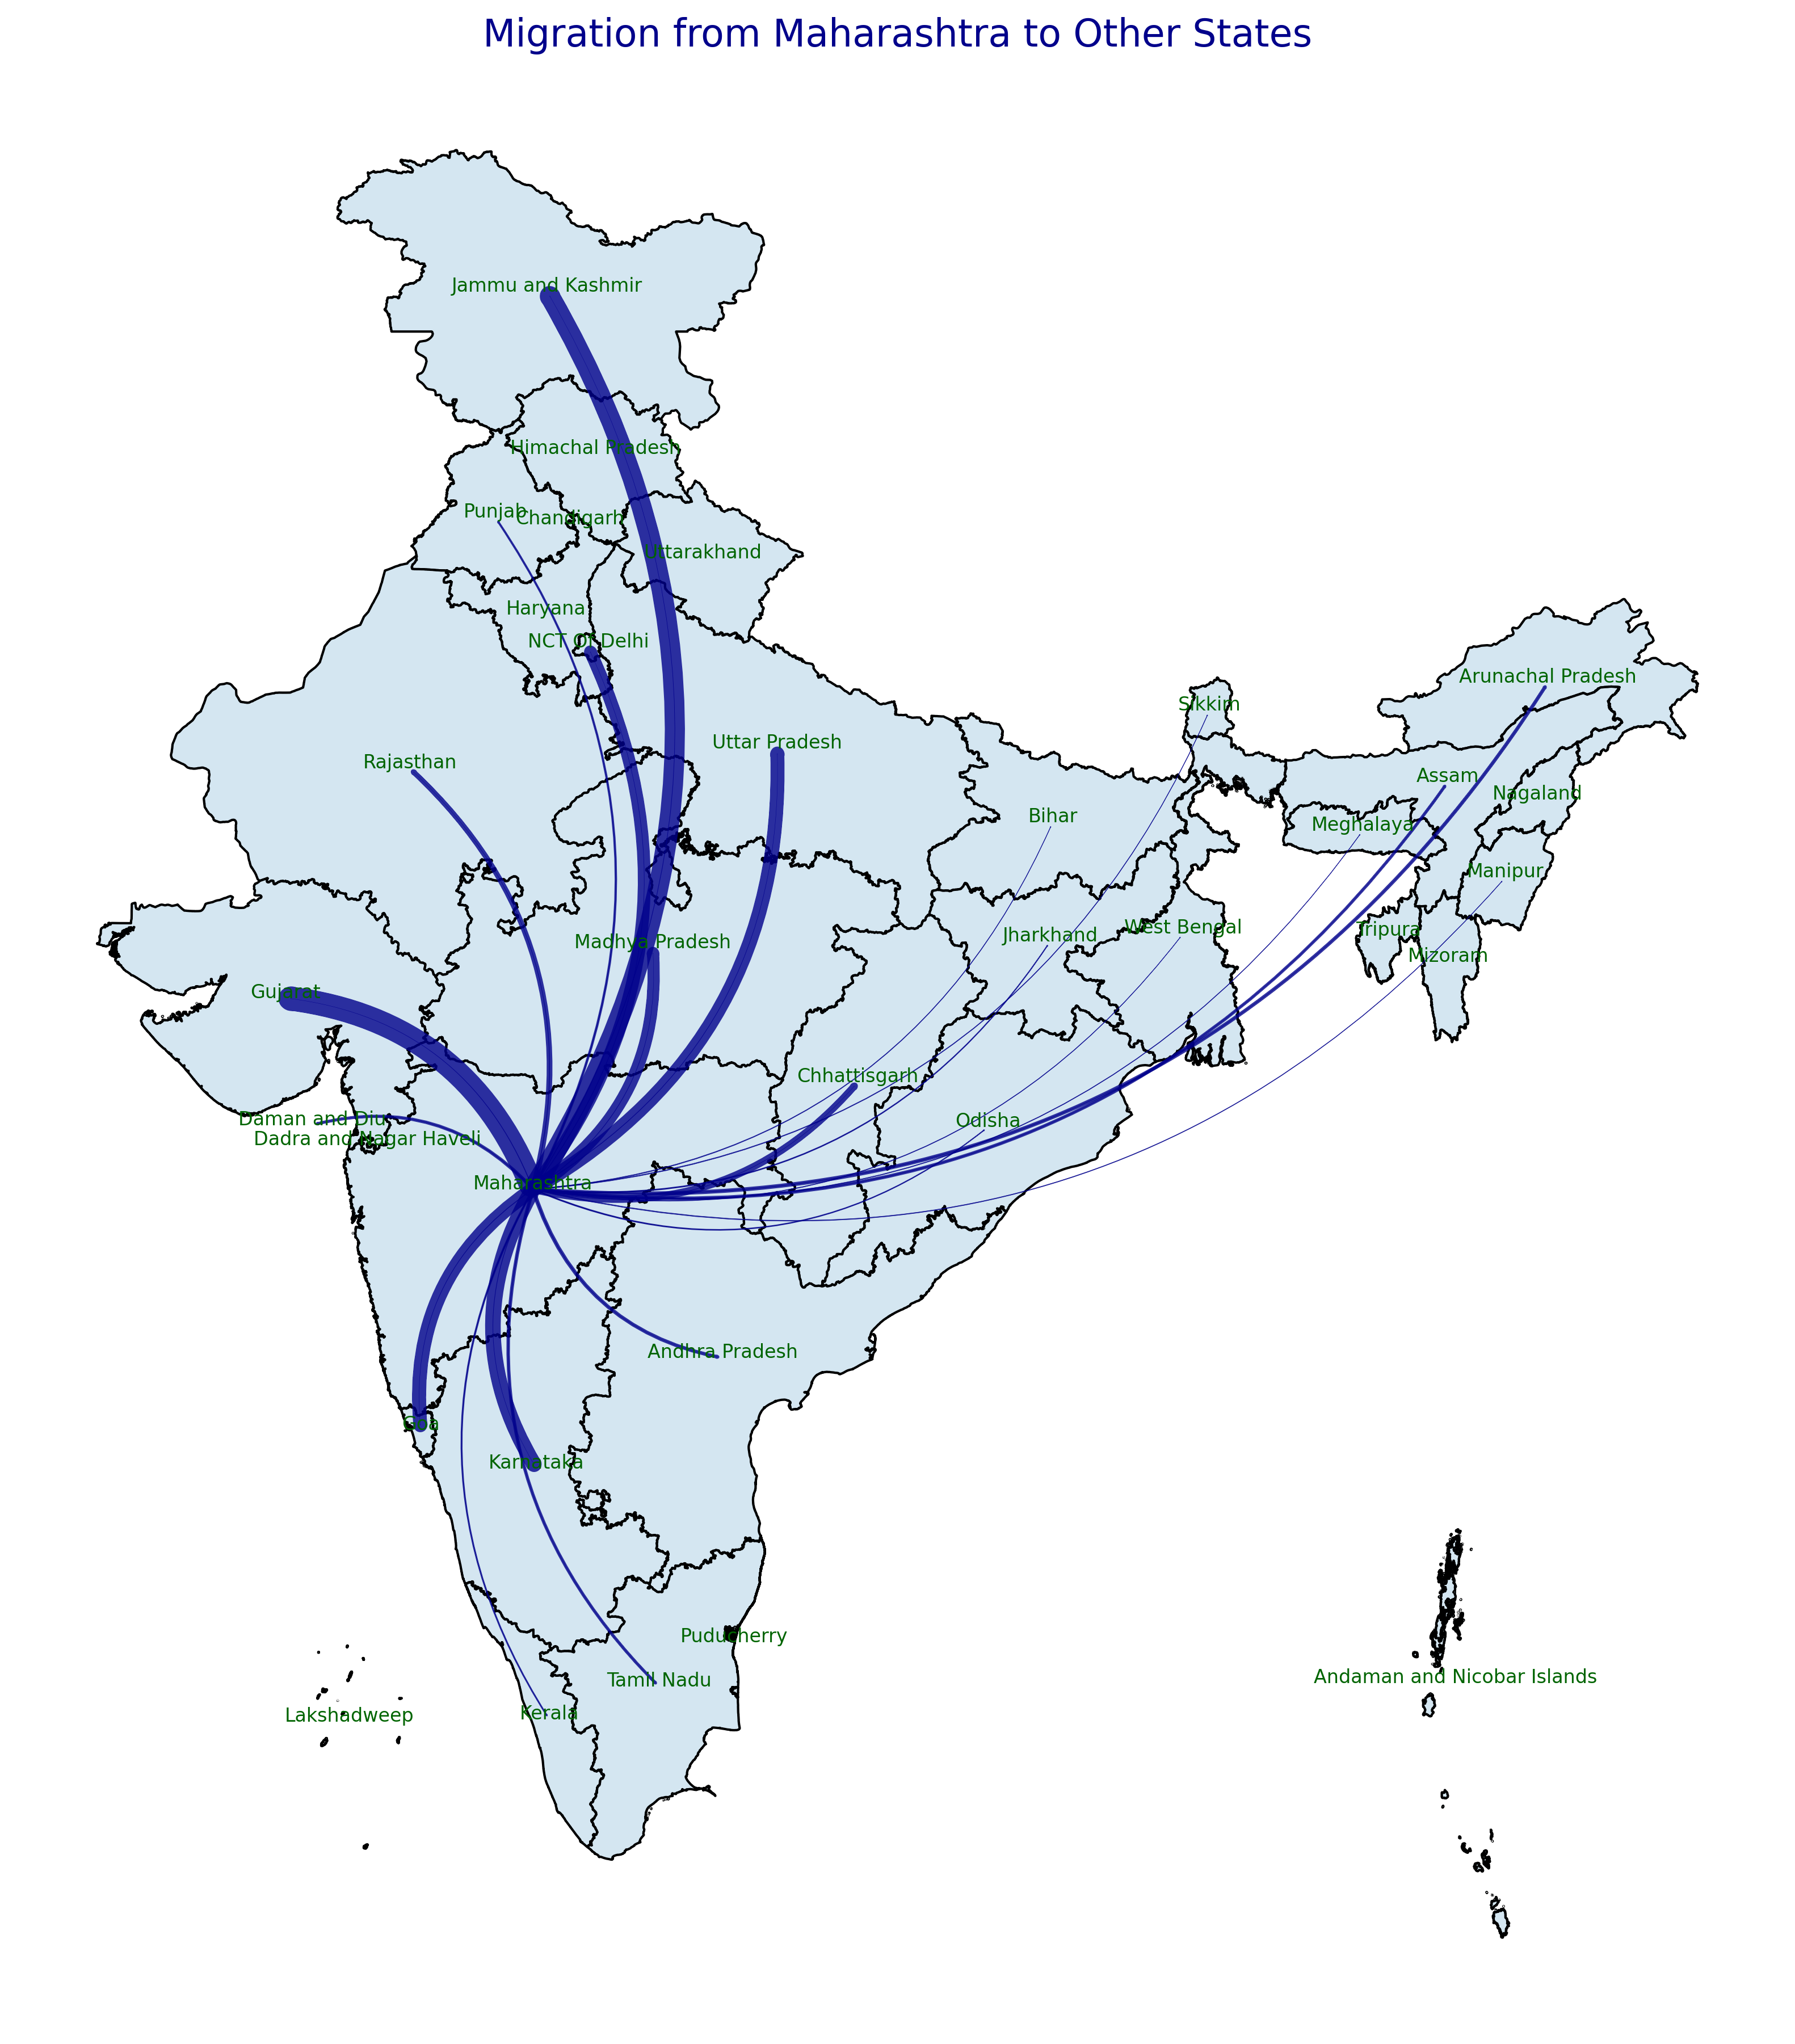 Migration from Maharashtra to Other States
Jammu and Kashmir
Himachal Pradesh
Punjab
Chandigarh
Uttarakhand
Haryana
NCT Of Delhi
Arunachal Pradesh
Sikkim
Uttar Pradesh
Rajasthan
Assam
Nagaland
Bihar
Meghalaya
Manipur
West Bengal
Tripura
Jharkhand
Madhya Pradesh
Mizoram
Gujarat
Chhattisgarh
Daman and Diu
Odisha
Dadra and Nagar Haveli
Maharashtra
Andhra Pradesh
Goa
Karnataka
Puducherry
Andaman and Nicobar Islands
Tamil Nadu
Kerala
Lakshadweep